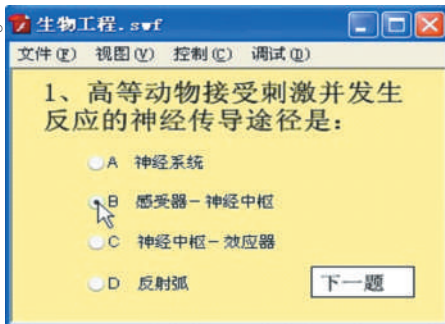 生物工程.swf
文件(F) 视图(V) 控制(C) 调试(D)
1、高等动物接受刺激并发生
反应的神经传导途径是：
A 神经系统
B 感受器－神经中枢
C 神经中枢－效应器
D 反射弧
下一题